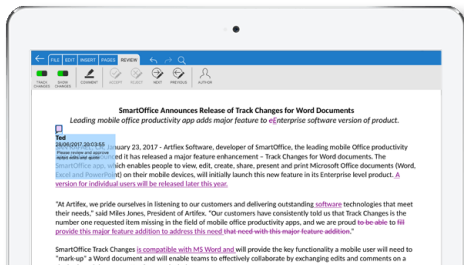 FILE EDIT INSERT PAGES REVIEW
TRACK CHANGES SHOW CHANGES COMMENT ACCEPT REJECT NEXT PREVIOUS AUTHOR
SmartOffice Announces Release of Track Changes for Word Documents
Leading mobile office productivity app adds major feature to eEnterprise software version of product.
Ted
28/06/2017 20:03:55
Please review and approve
January 23, 2017 - Artifex Software, developer of SmartOffice, the leading mobile office productivity
it has released a major feature enhancement – Track Changes for Word documents. The
SmartOffice app, which enables people to view, edit, create, share, present and print Microsoft Office documents (Word,
Excel and PowerPoint) on their mobile devices, will initially launch this new feature in its Enterprise level product. A
version for individual users will be released later this year.
"At Artifex, we pride ourselves in listening to our customers and delivering outstanding software technologies that meet
their needs," said Miles Jones, President of Artifex. "Our customers have consistently told us that Track Changes is the
number one requested item missing in the field of mobile office productivity apps, and we are proud to be able to fill
provide this major feature addition to address this need that need with this major feature addition."
SmartOffice Track Changes is compatible with MS Word and will provide the key functionality a mobile user will need to
"mark-up" a Word document and will enable teams to effectively collaborate by exchanging edits and comments on a